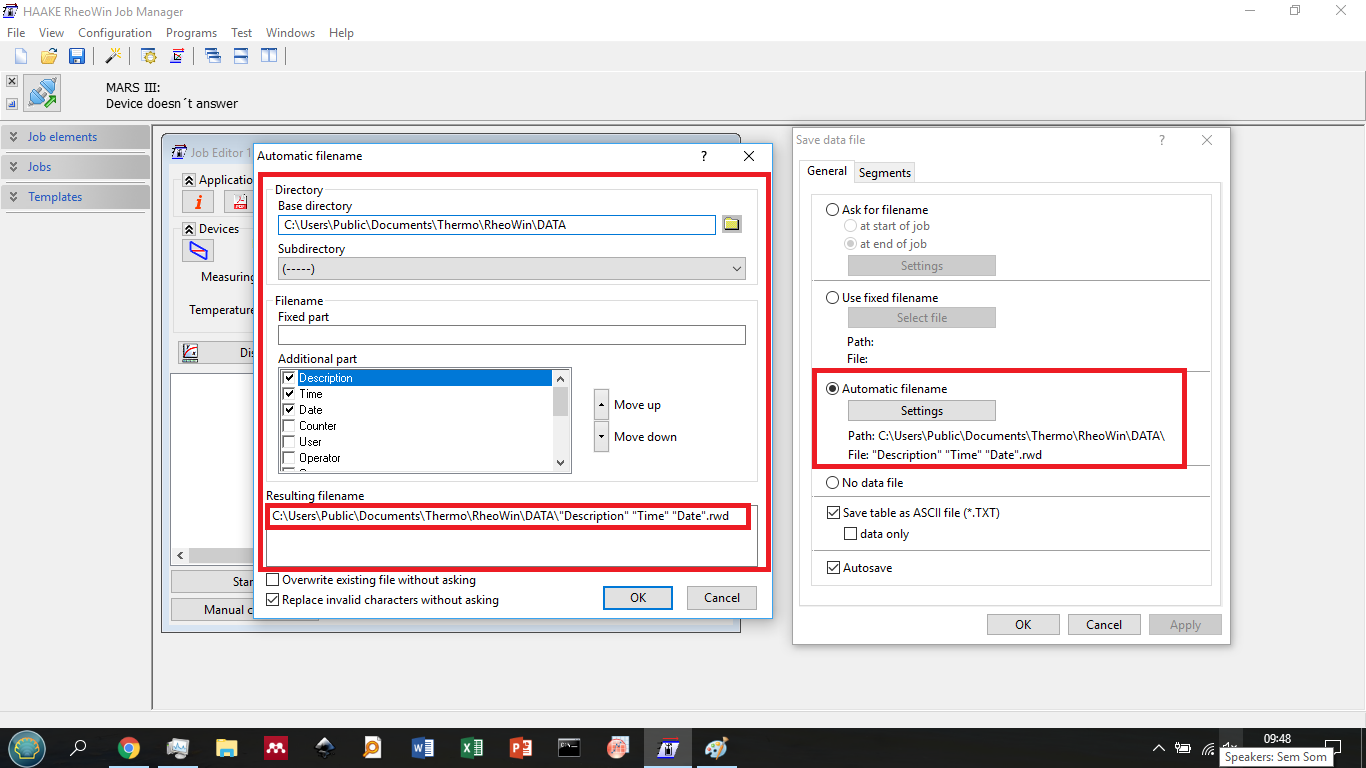 HAAKE RheoWin Job Manager
File View Configuration Programs Test Windows Help
MARS III:
Device doesn´t answer
Job elements
Jobs
Templates
Job Editor 1
Applicatio
Devices
Measuring
Temperature
Dis
Star
Manual c
Automatic filename
?
Directory
Base directory
C:\Users\Public\Documents\Thermo\RheoWin\DATA
Subdirectory
(-----)
Filename
Fixed part
Additional part
Description
Time
Date
Counter
User
Operator
Move up
Move down
Resulting filename
C:\Users\Public\Documents\Thermo\RheoWin\DATA\"Description" "Time" "Date".rwd
Overwrite existing file without asking
Replace invalid characters without asking
OK Cancel
Save data file
?
General Segments
Ask for filename
at start of job
at end of job
Settings
Use fixed filename
Select file
Path:
File:
Automatic filename
Settings
Path: C:\Users\Public\Documents\Thermo\RheoWin\DATA\
File: "Description" "Time" "Date".rwd
No data file
Save table as ASCII file (*.TXT)
data only
Autosave
OK Cancel Apply
09:48
Speakers: Sem Som